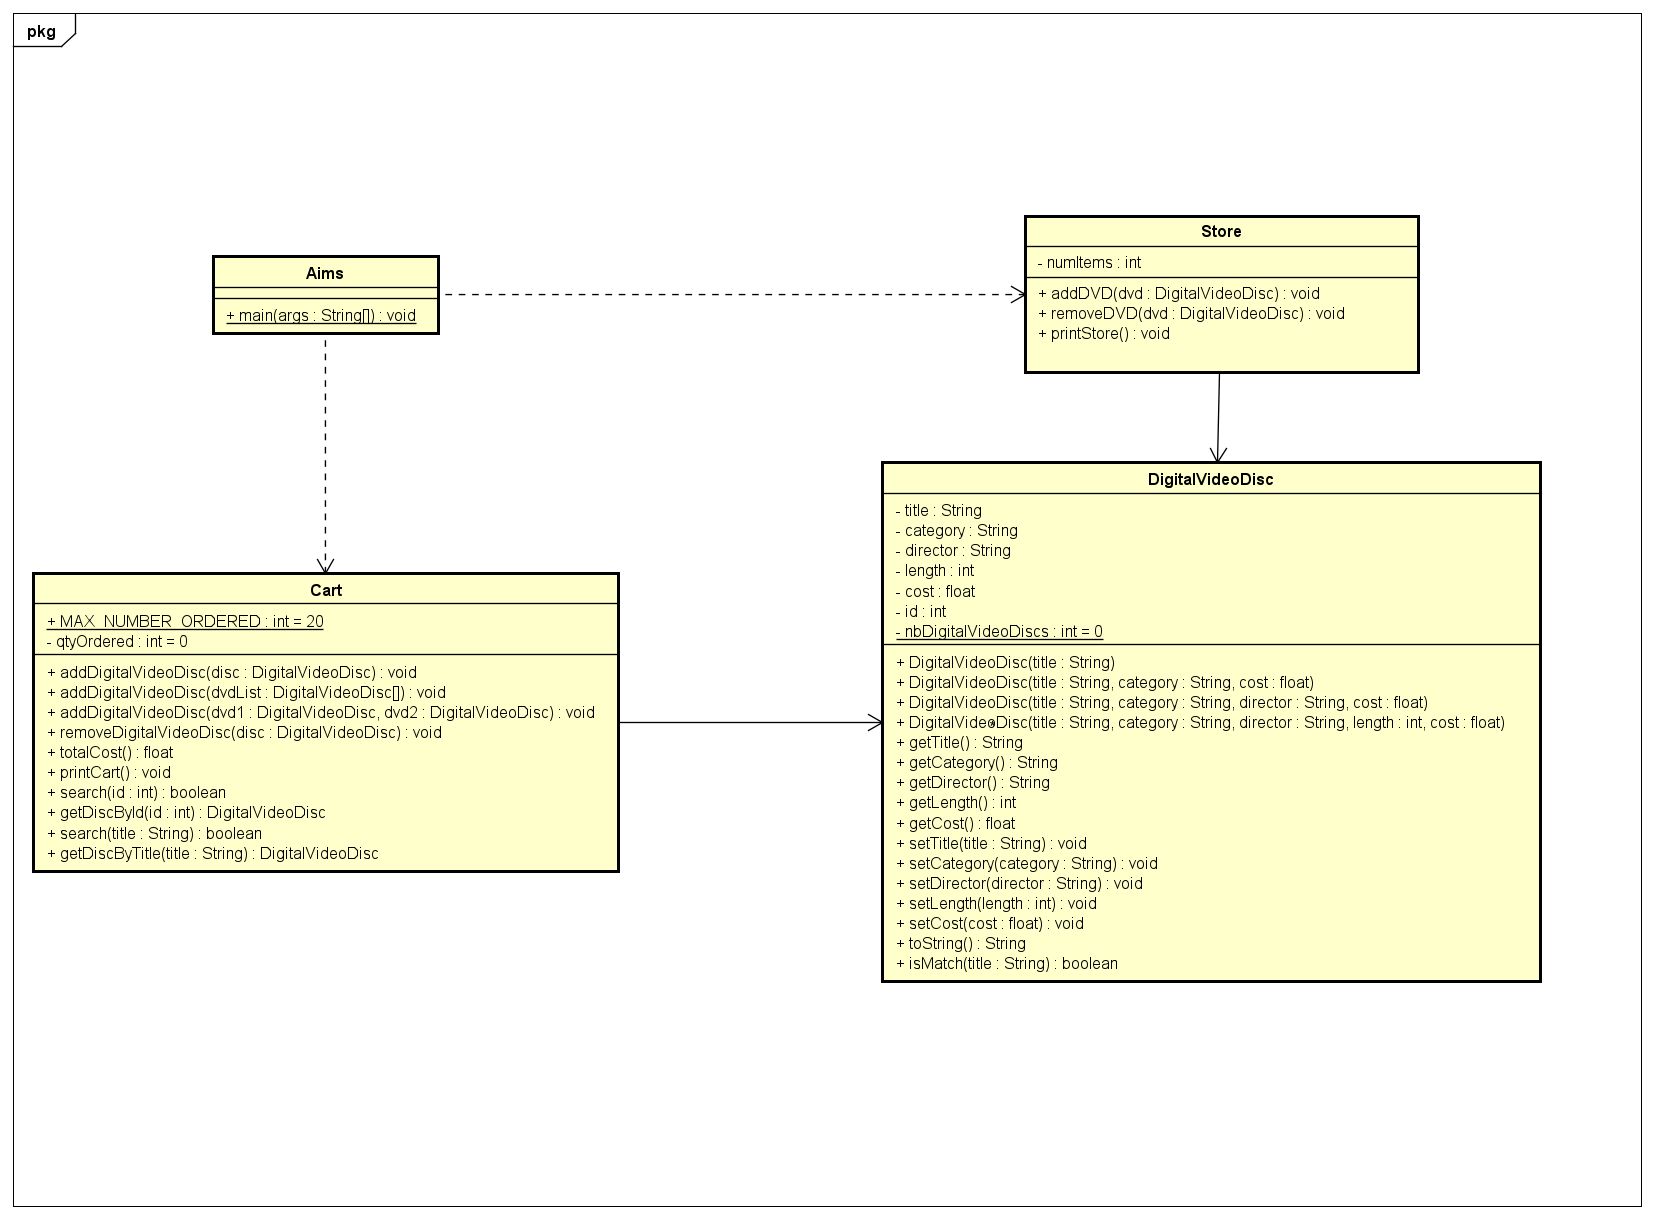 pkg
Aims
+ main(args : String[]) : void
Store
- numItems : int
+ addDVD(dvd : DigitalVideoDisc) : void
+ removeDVD(dvd : DigitalVideoDisc) : void
+ printStore() : void
Cart
+ MAX_NUMBER_ORDERED : int = 20
- qtyOrdered : int = 0
+ addDigitalVideoDisc(disc : DigitalVideoDisc) : void
+ addDigitalVideoDisc(dvdList : DigitalVideoDisc[]) : void
+ addDigitalVideoDisc(dvd1 : DigitalVideoDisc, dvd2 : DigitalVideoDisc) : void
+ removeDigitalVideoDisc(disc : DigitalVideoDisc) : void
+ totalCost() : float
+ printCart() : void
+ search(id : int) : boolean
+ getDiscById(id : int) : DigitalVideoDisc
+ search(title : String) : boolean
+ getDiscByTitle(title : String) : DigitalVideoDisc
DigitalVideoDisc
- title : String
- category : String
- director : String
- length : int
- cost : float
- id : int
- nbDigitalVideoDiscs : int = 0
+ DigitalVideoDisc(title : String)
+ DigitalVideoDisc(title : String, category : String, cost : float)
+ DigitalVideoDisc(title : String, category : String, director : String, cost : float)
+ DigitalVideoDisc(title : String, category : String, director : String, length : int, cost : float)
+ getTitle() : String
+ getCategory() : String
+ getDirector() : String
+ getLength() : int
+ getCost() : float
+ setTitle(title : String) : void
+ setCategory(category : String) : void
+ setDirector(director : String) : void
+ setLength(length : int) : void
+ setCost(cost : float) : void
+ toString() : String
+ isMatch(title : String) : boolean